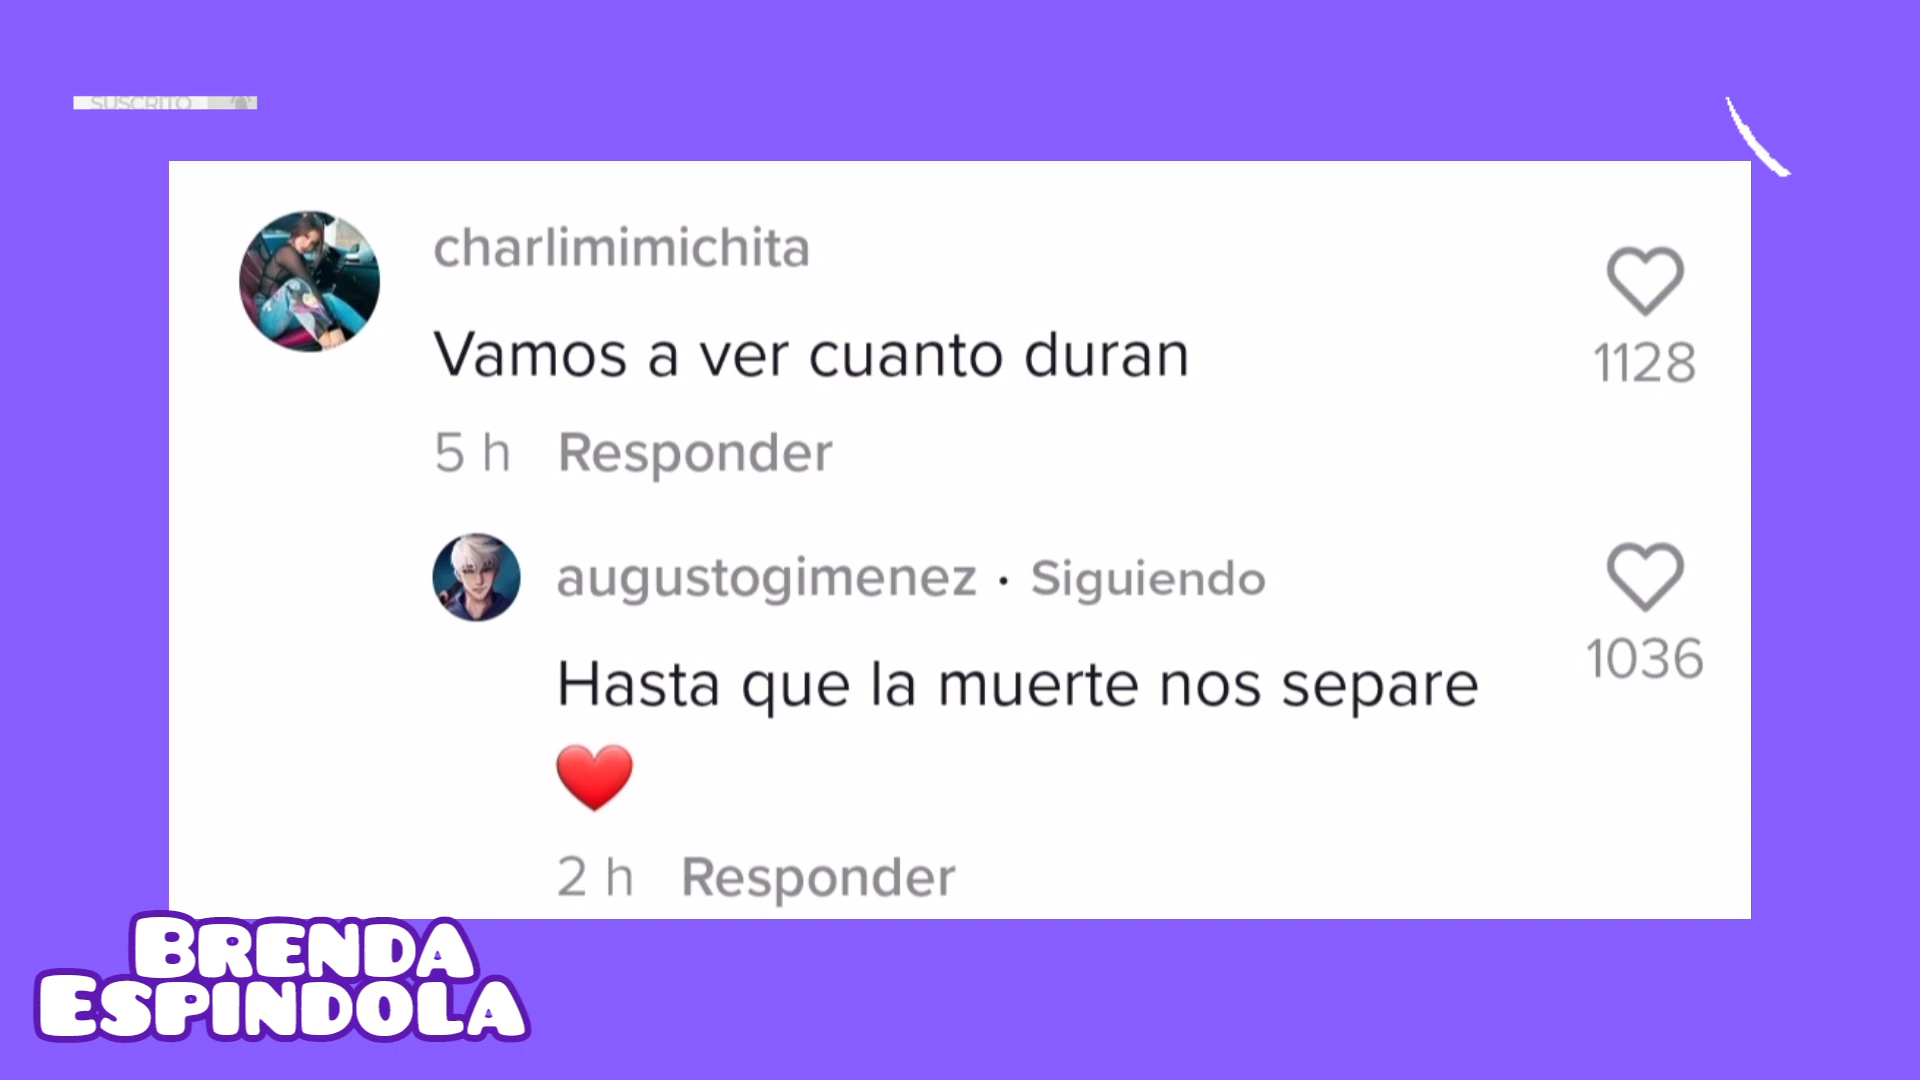 SUSCRITO
charlimimichita
Vamos a ver cuanto duran
1128
5 h Responder
augustogimenez · Siguiendo
Hasta que la muerte nos separe
❤️
1036
2 h Responder
BRENDA
ESPINDOLA